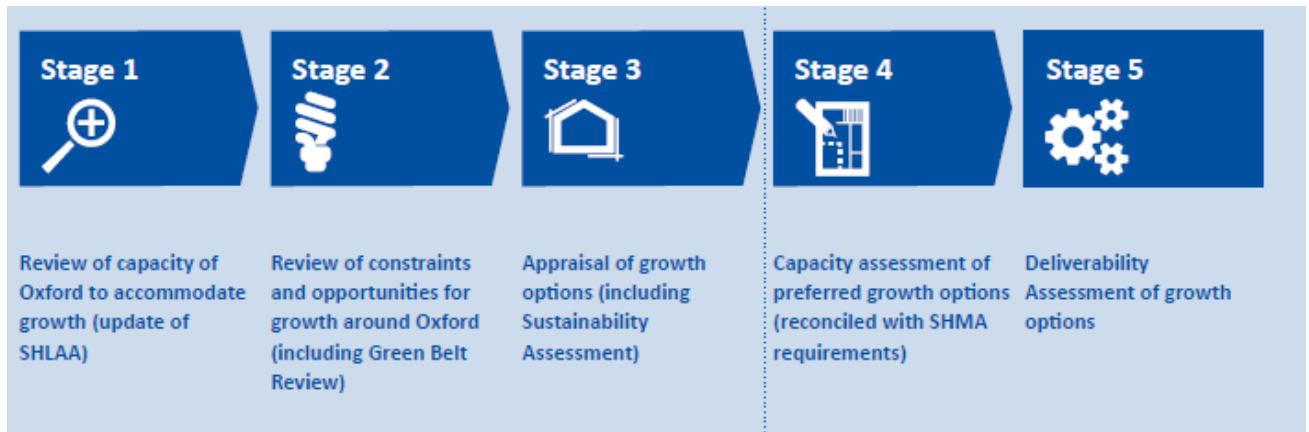 Stage 1
Stage 2
Stage 3
Stage 4
Stage 5
Review of capacity of
Oxford to accommodate
growth (update of
SHLAA)
Review of constraints
and opportunities for
growth around Oxford
(including Green Belt
Review)
Appraisal of growth
options (including
Sustainability
Assessment)
Capacity assessment of
preferred growth options
(reconciled with SHMA
requirements)
Deliverability
Assessment of growth
options